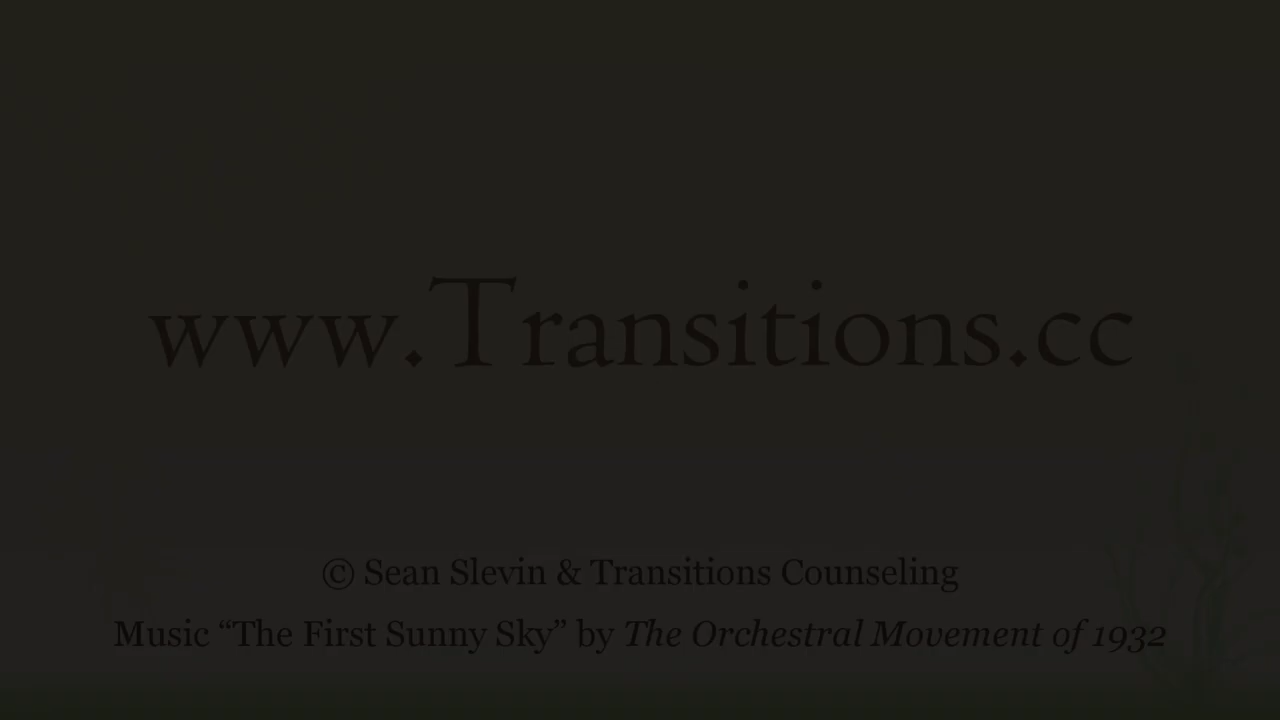 www.Transitions.cc
© Sean Slevin & Transitions Counseling
Music “The First Sunny Sky” by The Orchestral Movement of 1932